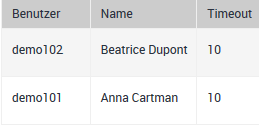 Benutzer Name Timeout
demo102 Beatrice Dupont 10
demo101 Anna Cartman 10